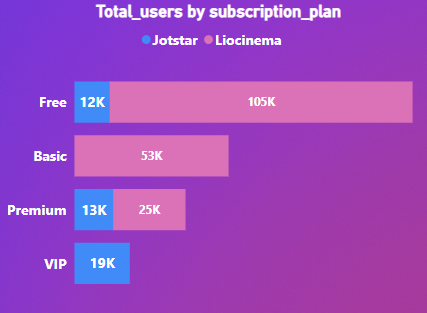 Total_users by subscription_plan
Jotstar Liocinema
Free 12K 105K
Basic 53K
Premium 13K 25K
VIP 19K